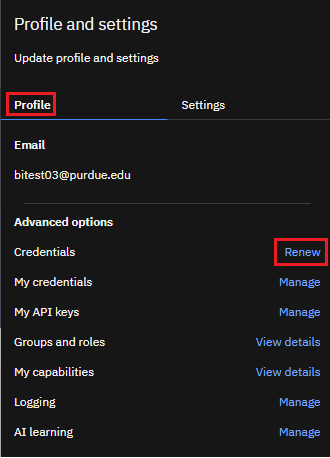 Profile and settings
Update profile and settings
Profile Settings
Email
bitest03@purdue.edu
Advanced options
Credentials Renew
My credentials Manage
My API keys Manage
Groups and roles View details
My capabilities View details
Logging Manage
AI learning Manage